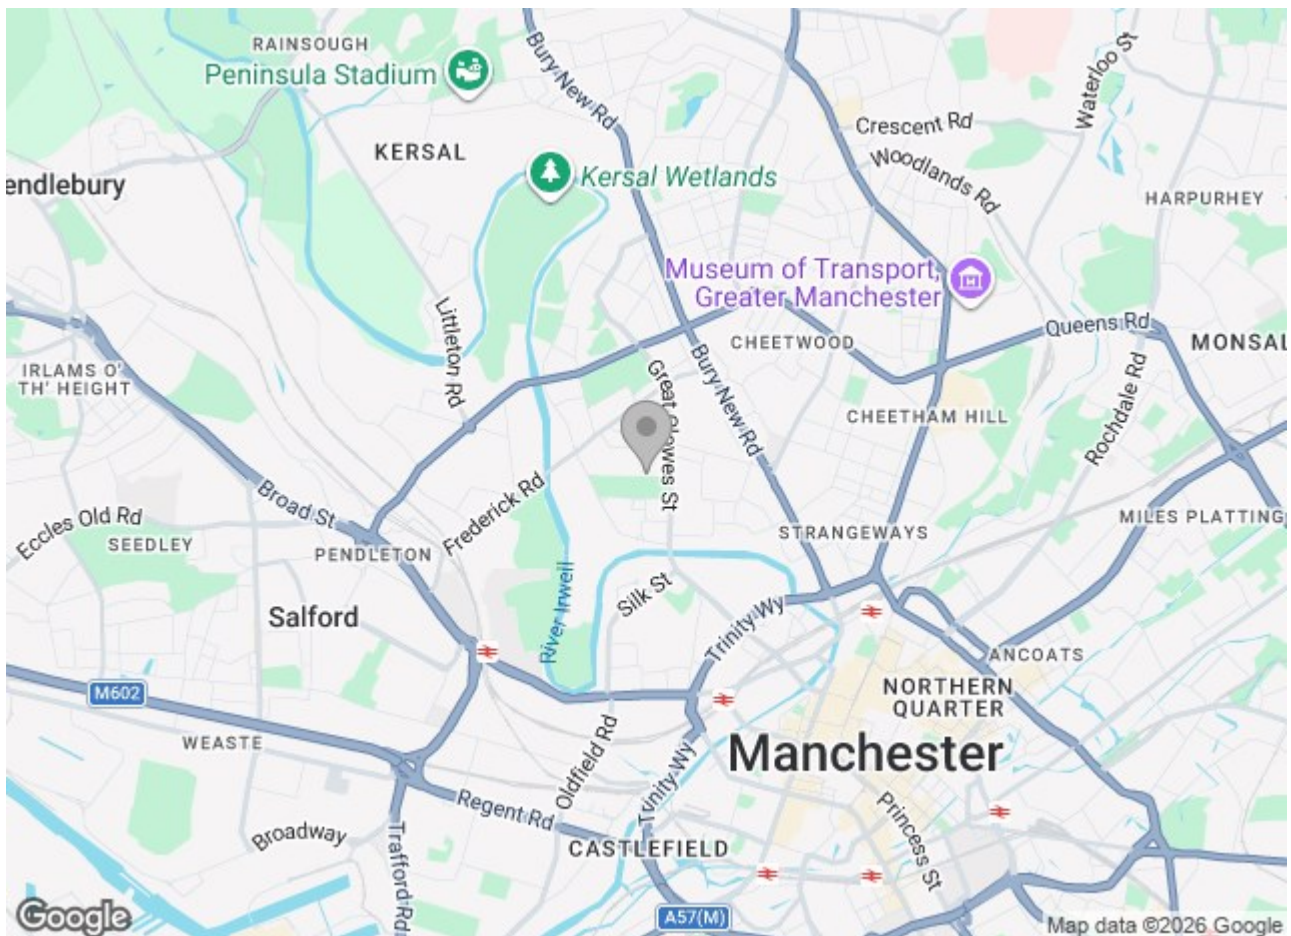 RAINSOUGH
Peninsula Stadium
Bury New Rd
Waterloo St
Crescent Rd
KERSAL
Woodlands Rd
endlebury
Kersal Wetlands
HARPURHEY
Museum of Transport,
Greater Manchester
Littleton Rd
Queens Rd
CHEETWOOD
MONSAL
IRLAMS O'
TH' HEIGHT
Bury New Rd
Great Clowes St
Rochdale Rd
CHEETHAM HILL
Broad St
Frederick Rd
Eccles Old Rd
SEEDLEY
PENDLETON
STRANGEWAYS
MILES PLATTING
River Irwell
Silk St
Salford
Trinity Wy
ANCOATS
M602
NORTHERN
QUARTER
WEASTE
Oldfield Rd
Trinity Wy
Manchester
Regent Rd
Princess St
Broadway
Trafford Rd
CASTLEFIELD
A57(M)
Google
Map data ©2026 Google